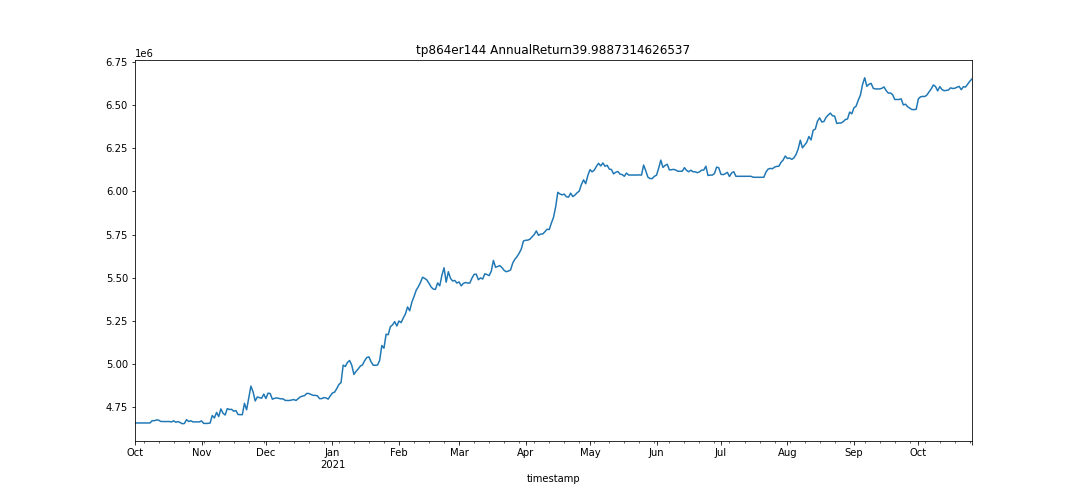 tp864er144 AnnualReturn39.9887314626537
1e6
6.75
6.50
6.25
6.00
5.75
5.50
5.25
5.00
4.75
Oct Nov Dec Jan Feb Mar Apr May Jun Jul Aug Sep Oct
2021
timestamp